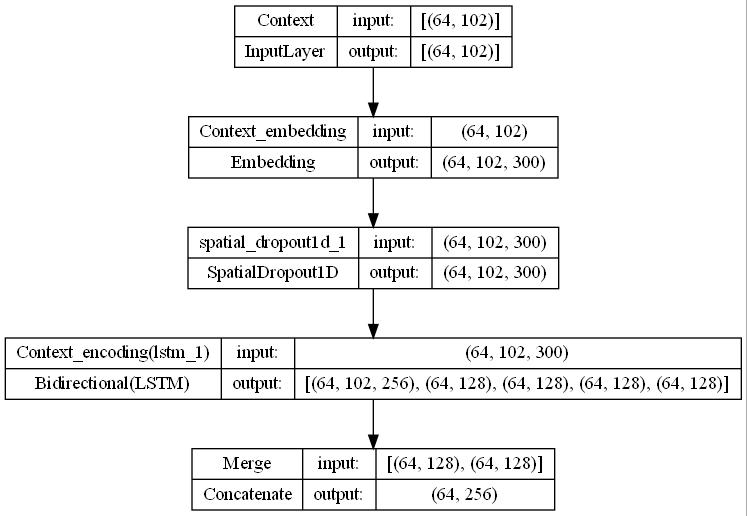 Context input: [(64, 102)]
InputLayer output: [(64, 102)]
Context_embedding input: (64, 102)
Embedding output: (64, 102, 300)
spatial_dropout1d_1 input: (64, 102, 300)
SpatialDropout1D output: (64, 102, 300)
Context_encoding(lstm_1) input: (64, 102, 300)
Bidirectional(LSTM) output: [(64, 102, 256), (64, 128), (64, 128), (64, 128), (64, 128)]
Merge input: [(64, 128), (64, 128)]
Concatenate output: (64, 256)